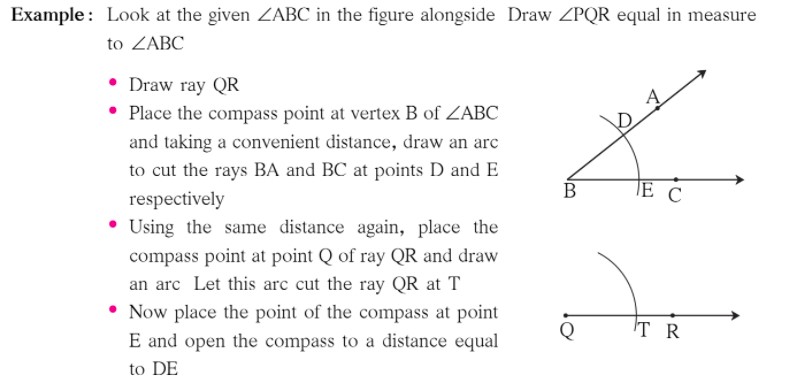 Example : Look at the given ∠ABC in the figure alongside Draw ∠PQR equal in measure
to ∠ABC
• Draw ray QR
• Place the compass point at vertex B of ∠ABC
and taking a convenient distance, draw an arc
to cut the rays BA and BC at points D and E
respectively
• Using the same distance again, place the
compass point at point Q of ray QR and draw
an arc Let this arc cut the ray QR at T
• Now place the point of the compass at point
E and open the compass to a distance equal
to DE
A
D
B E C
Q T R